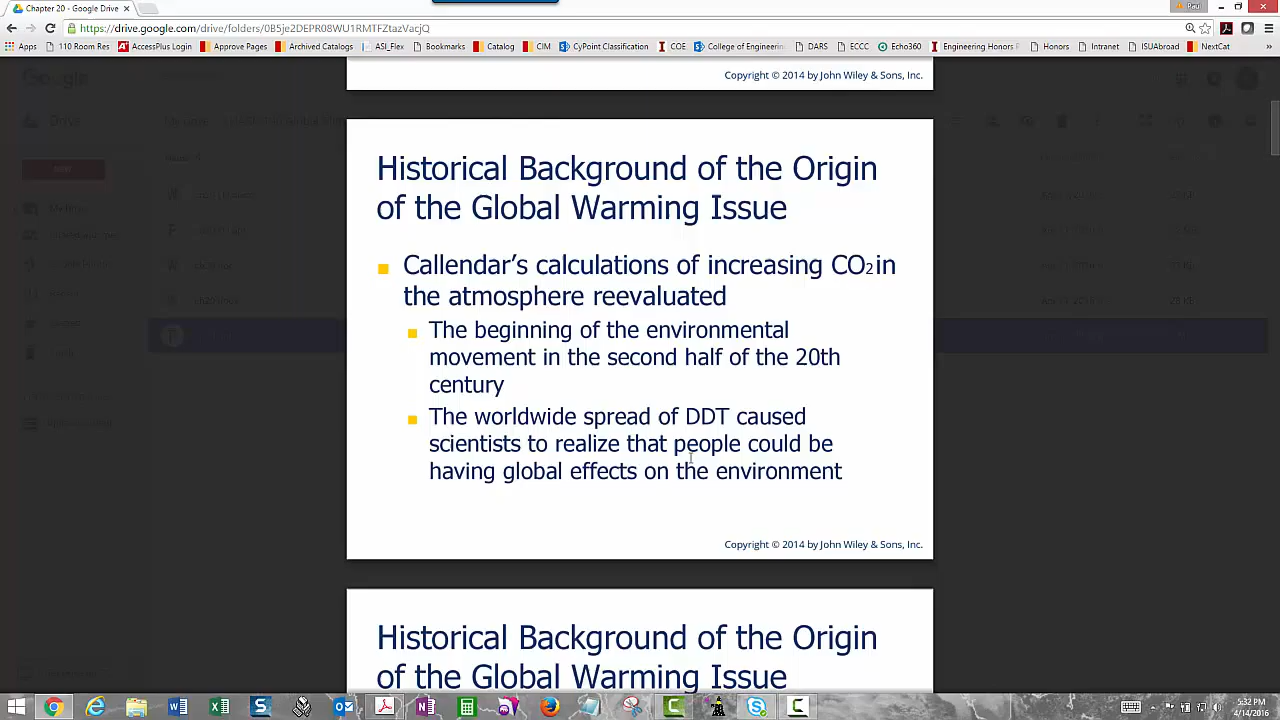 Chapter 20 - Google Drive
Paul
https://drive.google.com/drive/folders/0B5je2DEPR08WU1RMTFZtazVacjQ
Apps
110 Room Res
AccessPlus Login
Approve Pages
Archived Catalogs
ASI_Flex
Bookmarks
Catalog
CIM
CyPoint Classification
COE
College of Engineerin
DARS
ECCC
Echo360
Engineering Honors P
Honors
Intranet
ISUAbroad
NextCat
»
Google
Drive
NEW
Copyright © 2014 by John Wiley & Sons, Inc.
Historical Background of the Origin
of the Global Warming Issue
Callendar’s calculations of increasing CO2 in
the atmosphere reevaluated
The beginning of the environmental
movement in the second half of the 20th
century
The worldwide spread of DDT caused
scientists to realize that people could be
having global effects on the environment
Copyright © 2014 by John Wiley & Sons, Inc.
Historical Background of the Origin
of the Global Warming Issue
5:32 PM
4/14/2016